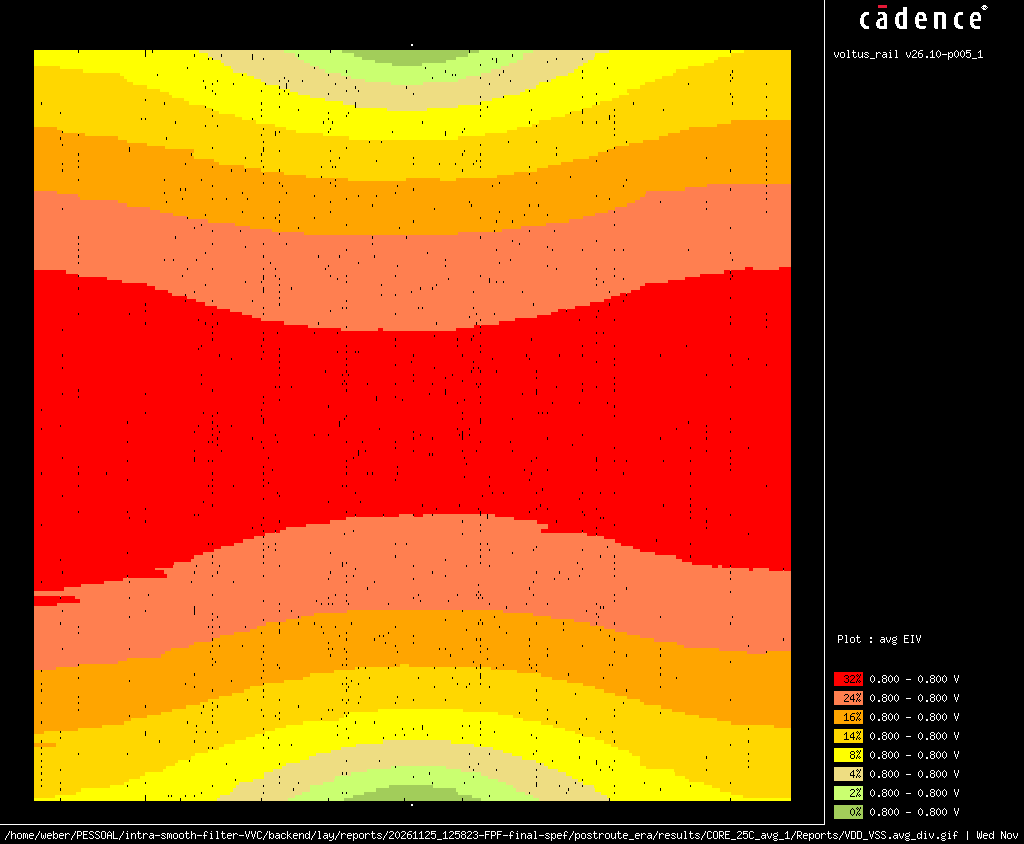 cādence®
voltus_rail v26.10-p005_1
Plot : avg EIV
32% 0.800 - 0.800 V
24% 0.800 - 0.800 V
16% 0.800 - 0.800 V
14% 0.800 - 0.800 V
8% 0.800 - 0.800 V
4% 0.800 - 0.800 V
2% 0.800 - 0.800 V
0% 0.800 - 0.800 V
/home/weber/PESSOAL/intra-smooth-filter-VVC/backend/lay/reports/20261125_125823-FPF-final-spef/postroute_era/results/CORE_25C_avg_1/Reports/VDD_VSS.avg_div.gif | Wed Nov